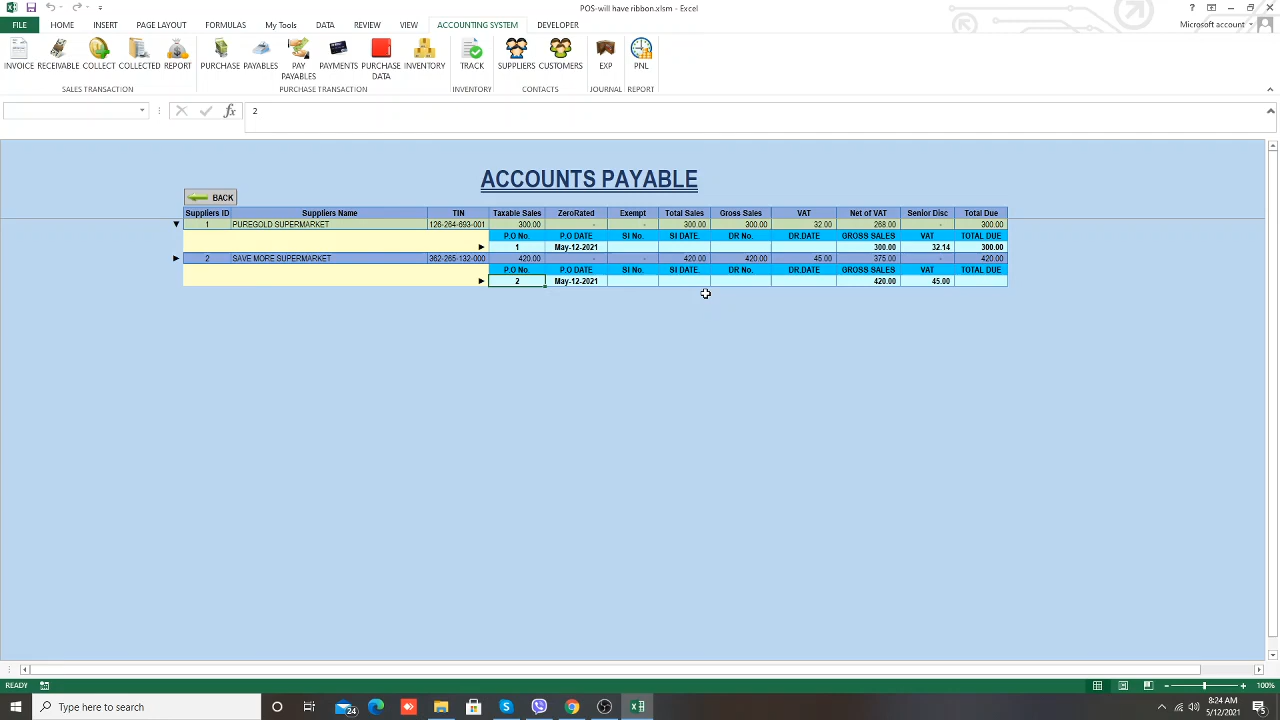 POS-will have ribbon.xlsm - Excel
FILE HOME INSERT PAGE LAYOUT FORMULAS My Tools DATA REVIEW VIEW ACCOUNTING SYSTEM DEVELOPER Microsoft account
INVOICE RECEIVABLE COLLECT COLLECTED REPORT PURCHASE PAYABLES PAY PAYABLES PAYMENTS PURCHASE DATA INVENTORY TRACK SUPPLIERS CUSTOMERS EXP PNL
SALES TRANSACTION PURCHASE TRANSACTION INVENTORY CONTACTS JOURNAL REPORT
fx 2
ACCOUNTS PAYABLE
BACK
Suppliers ID Suppliers Name TIN Taxable Sales ZeroRated Exempt Total Sales Gross Sales VAT Net of VAT Senior Disc Total Due
1 PUREGOLD SUPERMARKET 126-264-693-001 300.00 - - 300.00 300.00 32.00 268.00 - 300.00
P.O No. P.O DATE SI No. SI DATE. DR No. DR.DATE GROSS SALES VAT TOTAL DUE
1 May-12-2021 300.00 32.14 300.00
2 SAVE MORE SUPERMARKET 362-265-132-000 420.00 - - 420.00 420.00 45.00 375.00 - 420.00
P.O No. P.O DATE SI No. SI DATE. DR No. DR.DATE GROSS SALES VAT TOTAL DUE
2 May-12-2021 420.00 45.00
READY 100%
Type here to search 24 8:24 AM
5/12/2021